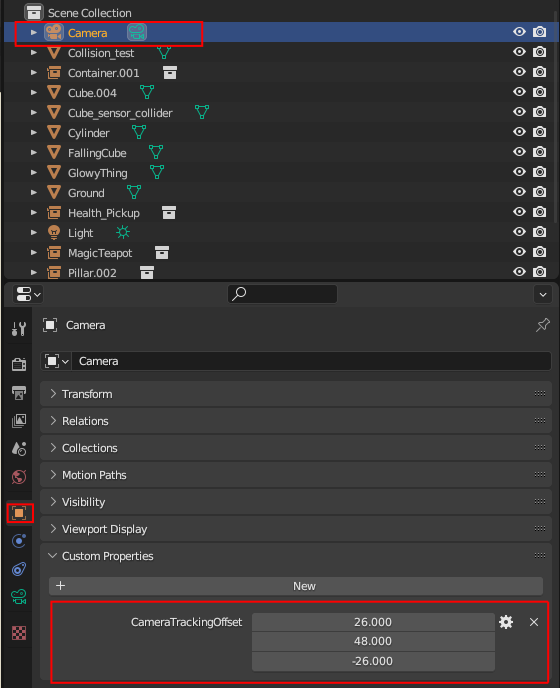 Scene Collection
Camera
Collision_test
Container.001
Cube.004
Cube_sensor_collider
Cylinder
FallingCube
GlowyThing
Ground
Health_Pickup
Light
MagicTeapot
Pillar.002
Camera
Camera
Transform
Relations
Collections
Motion Paths
Visibility
Viewport Display
Custom Properties
New
CameraTrackingOffset 26.000
48.000
-26.000